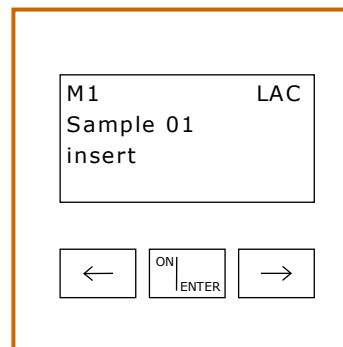 M1 LAC
Sample 01
insert
← ON ENTER →